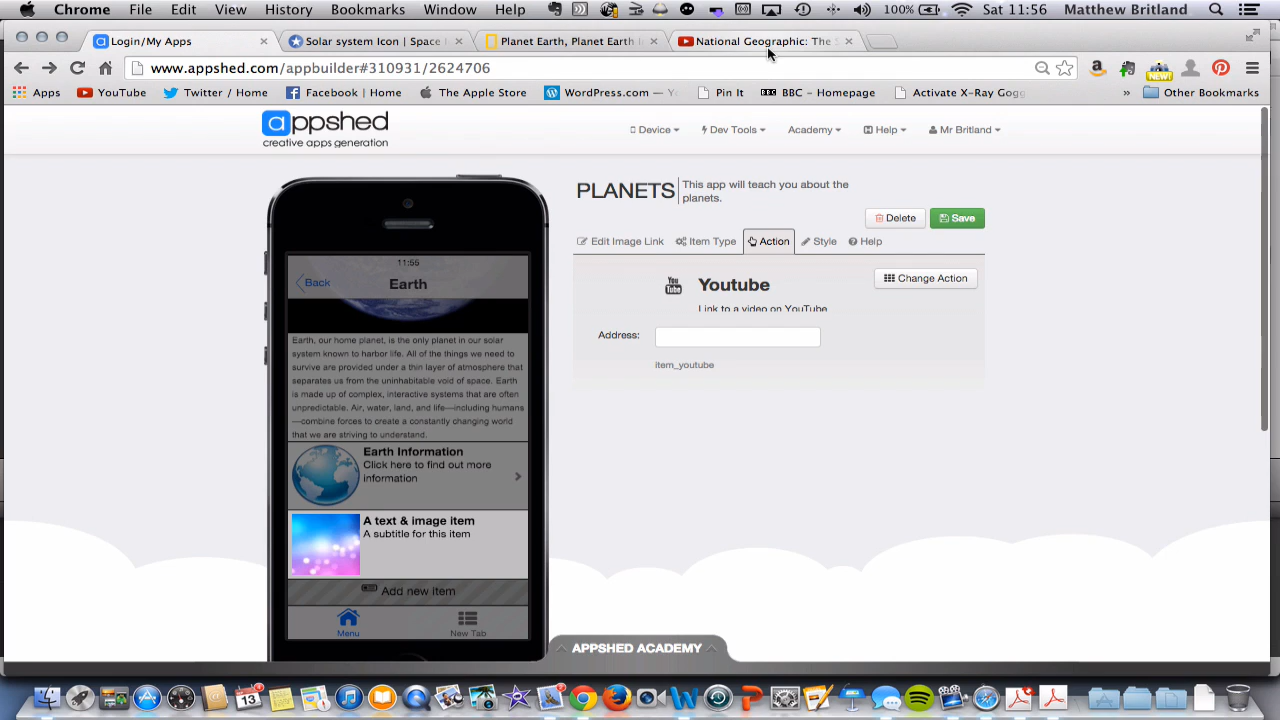 Chrome File Edit View History Bookmarks Window Help 100% Sat 11:56 Matthew Britland
Login/My Apps Solar system Icon | Space Planet Earth, Planet Earth National Geographic: The
www.appshed.com/appbuilder#310931/2624706
Apps YouTube Twitter / Home Facebook | Home The Apple Store WordPress.com — Pin It BBC - Homepage Activate X-Ray Gogg » Other Bookmarks
NEW!
appshed
creative apps generation
Device Dev Tools Academy Help Mr Britland
PLANETS This app will teach you about the
planets.
Delete Save
Edit Image Link Item Type Action Style Help
You
Tube
Youtube
Link to a video on YouTube
Change Action
Address:
item_youtube
11:56
Back Earth
Earth, our home planet, is the only planet in our solar
system known to harbor life. All of the things we need to
survive are provided under a thin layer of atmosphere that
separates us from the uninhabitable void of space. Earth
is made up of complex, interactive systems that are often
unpredictable. Air, water, land, and life—including humans
—combine forces to create a constantly changing world
that we are striving to understand.
Earth Information
Click here to find out more
information
A text & image item
A subtitle for this item
Add new item
Menu New Tab
APPSHED ACADEMY
13